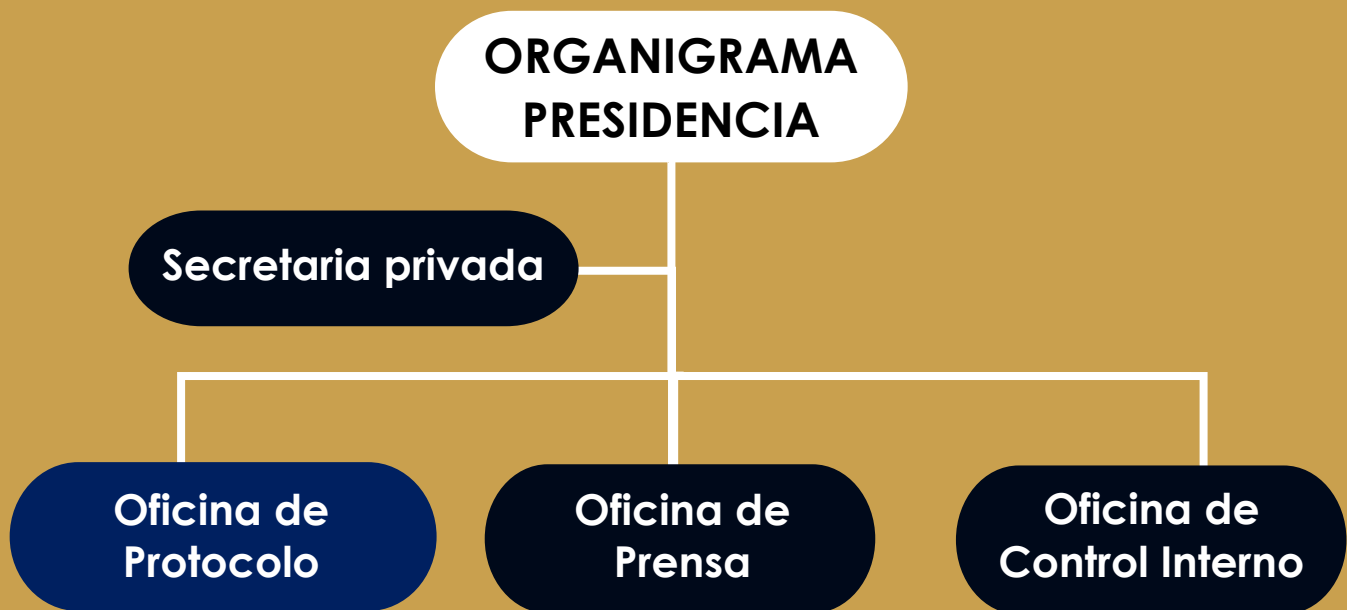 ORGANIGRAMA
PRESIDENCIA
Secretaria privada
Oficina de
Protocolo
Oficina de
Prensa
Oficina de
Control Interno